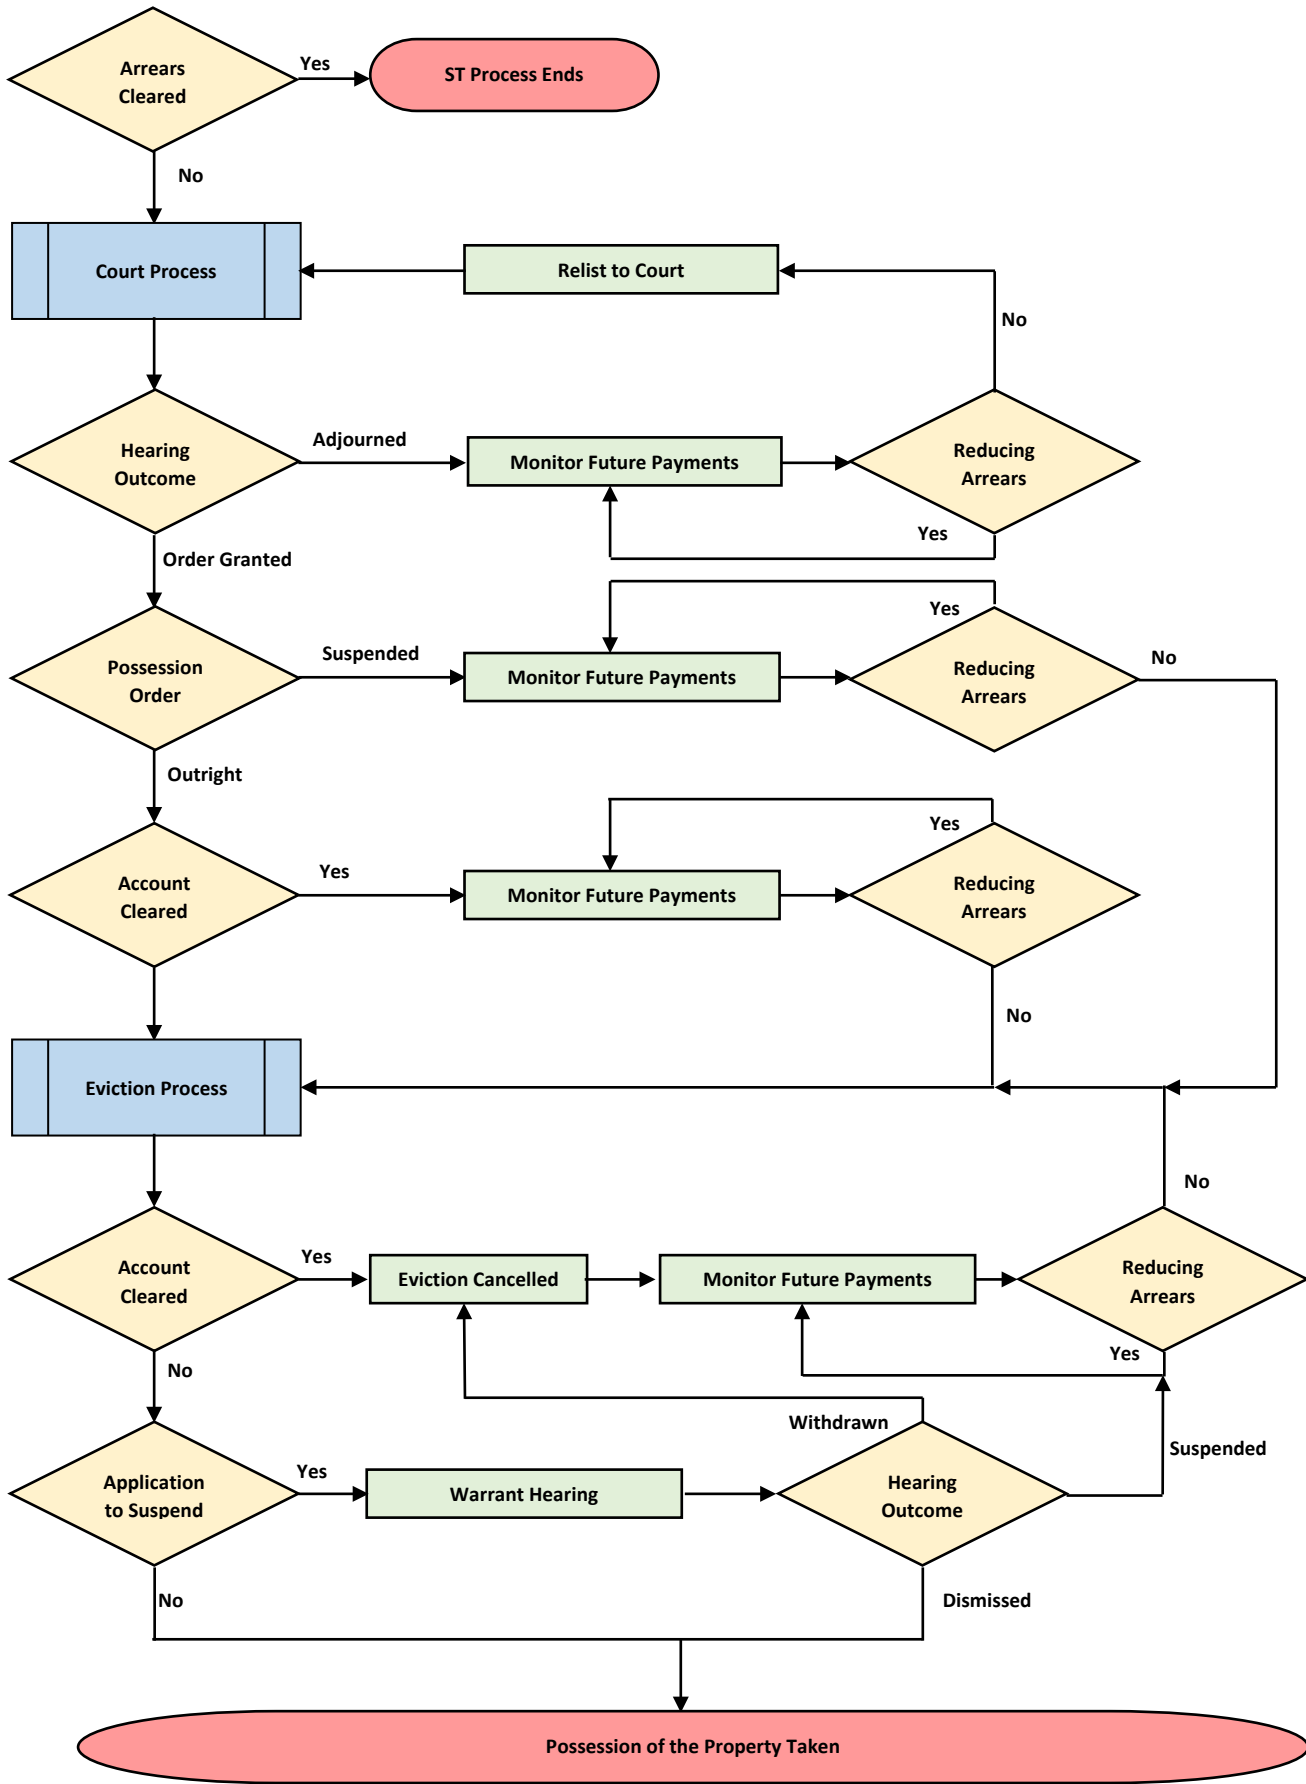 Arrears
Cleared
Yes
ST Process Ends
No
Court Process
Relist to Court
No
Hearing
Outcome
Adjourned
Monitor Future Payments
Reducing
Arrears
Yes
Order Granted
Possession
Order
Suspended
Monitor Future Payments
Yes
Reducing
Arrears
No
Outright
Account
Cleared
Yes
Monitor Future Payments
Yes
Reducing
Arrears
No
Eviction Process
No
Account
Cleared
Yes
Eviction Cancelled
Monitor Future Payments
Reducing
Arrears
Yes
No
Withdrawn
Suspended
Application
to Suspend
Yes
Warrant Hearing
Hearing
Outcome
No
Dismissed
Possession of the Property Taken